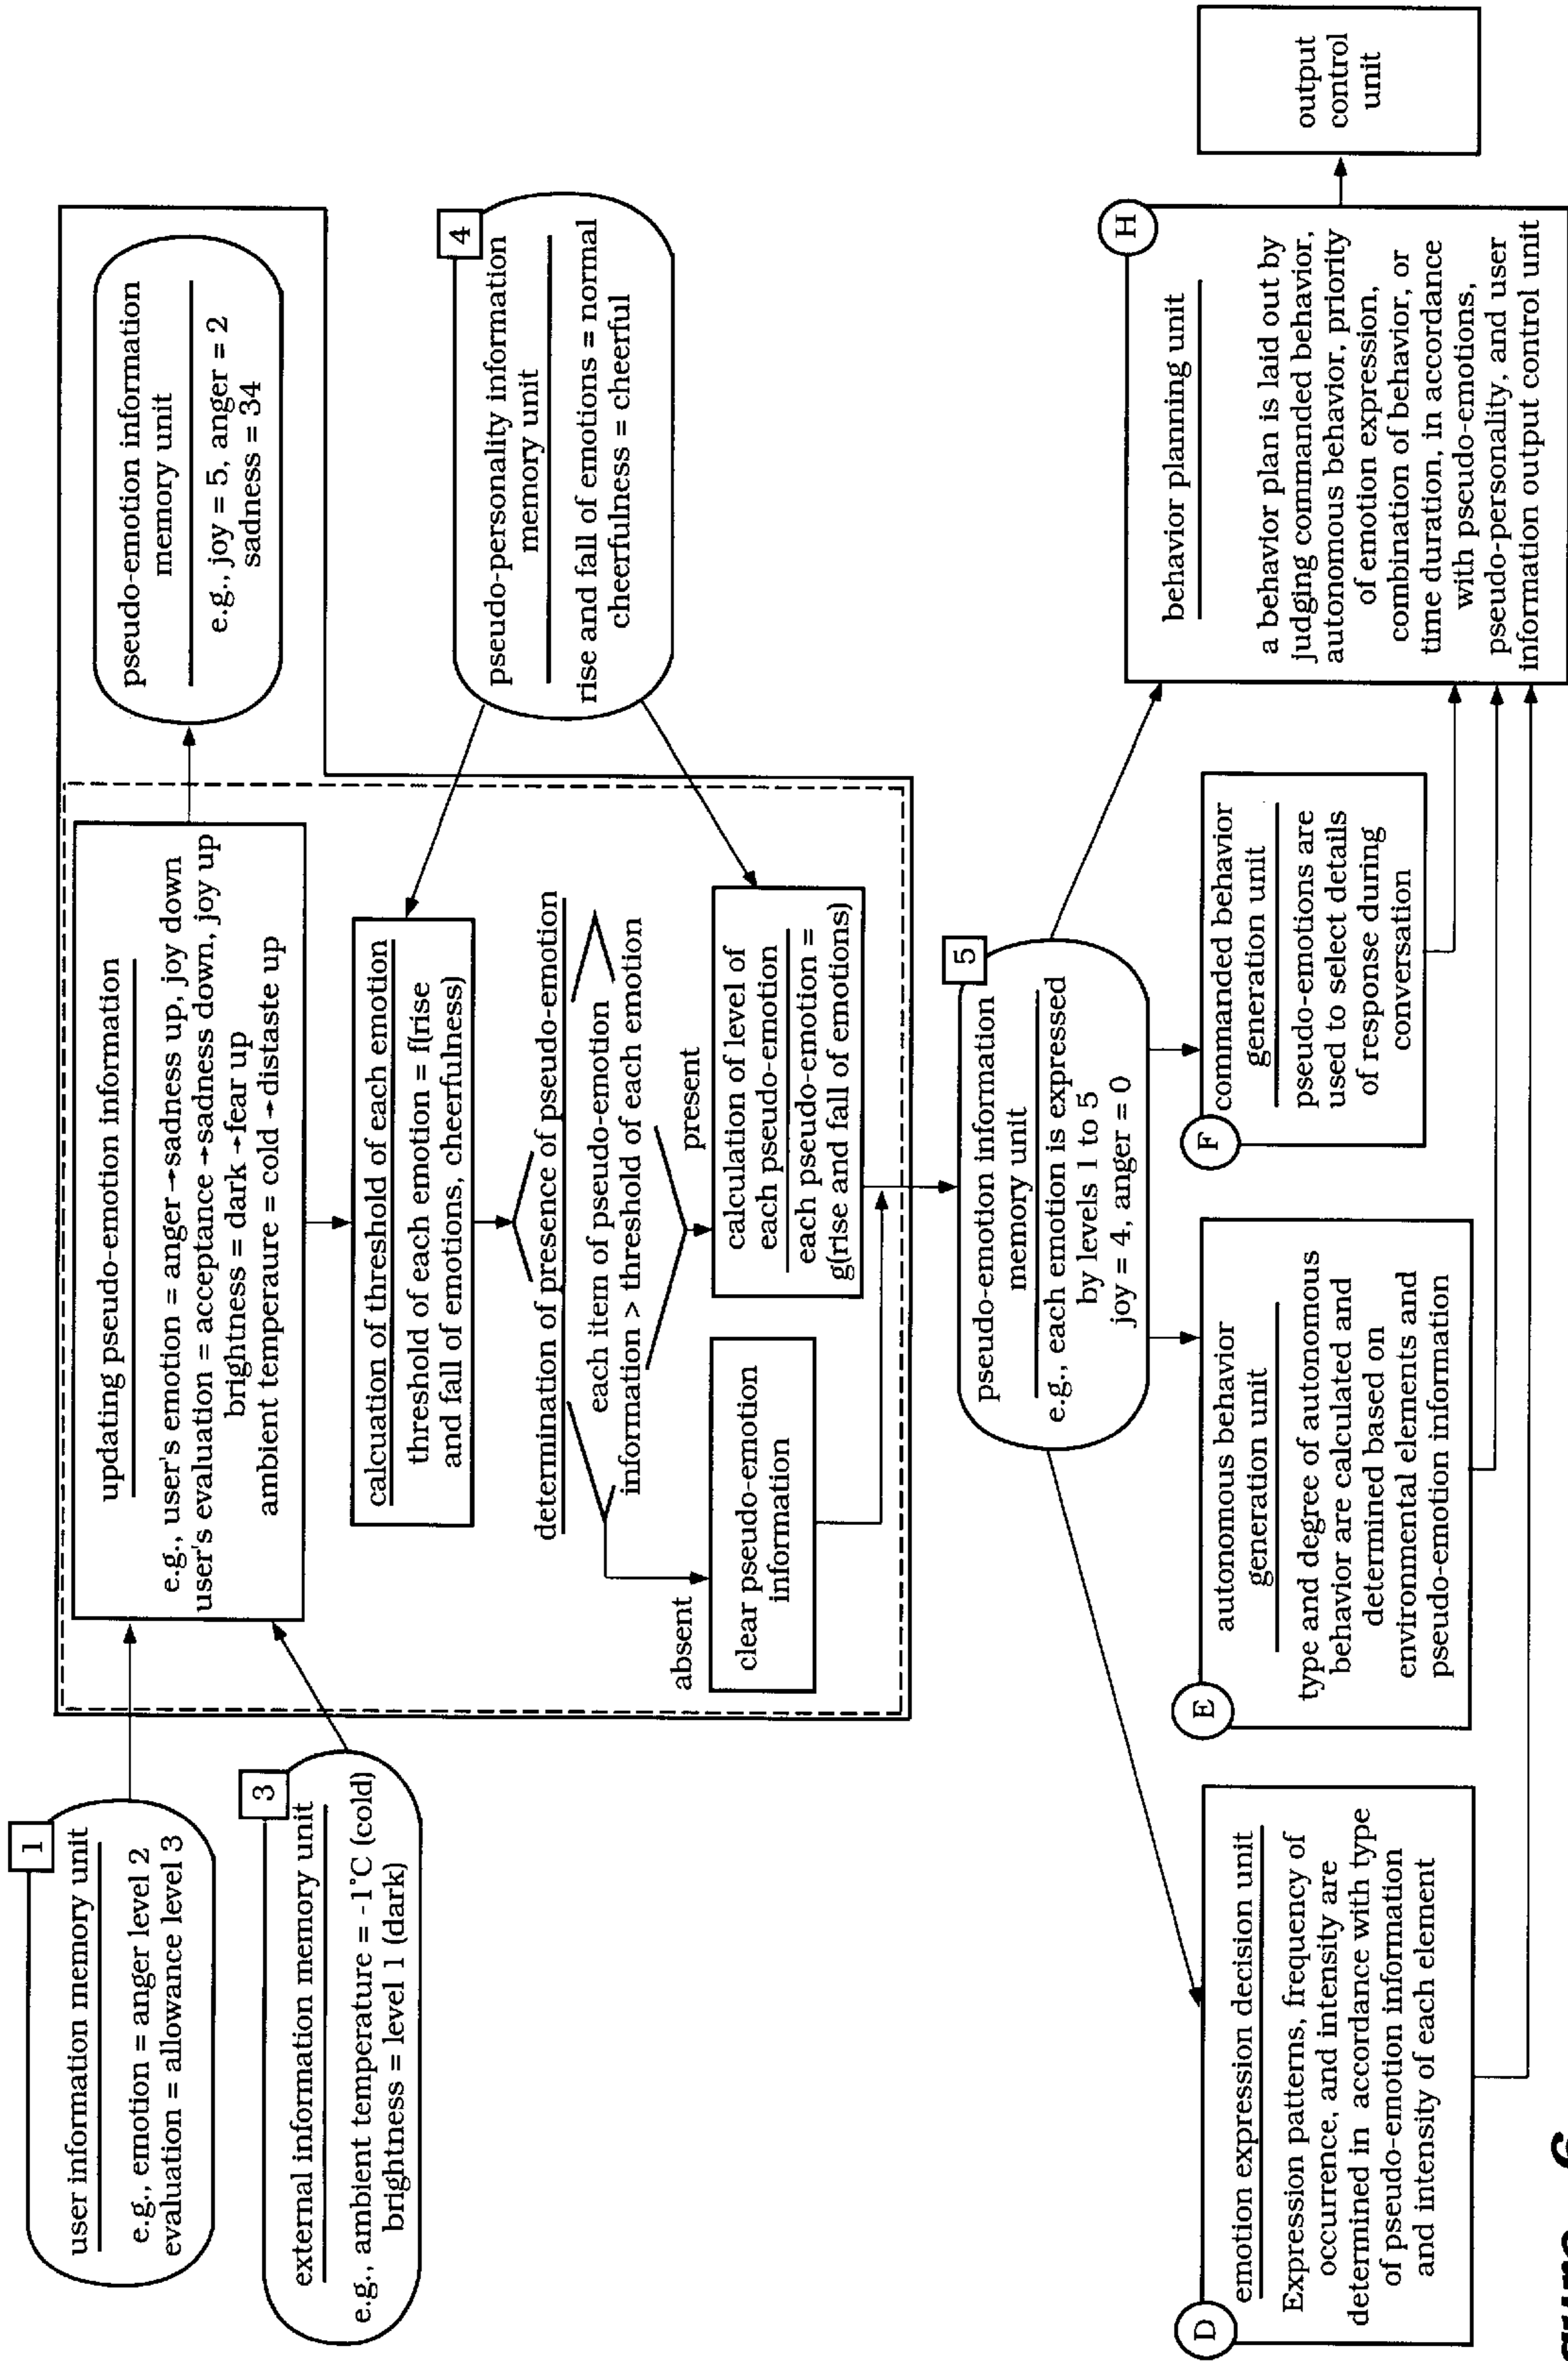 1
user information memory unit
e.g., emotion = anger level 2
evaluation = allowance level 3
3
external information memory unit
e.g., ambient temperature = -1°C (cold)
brightness = level 1 (dark)
updating pseudo-emotion information
e.g., user's emotion = anger→sadness up, joy down
user's evaluation = acceptance→sadness down, joy up
brightness = dark→fear up
ambient temperaure = cold→distaste up
pseudo-emotion information
memory unit
e.g., joy = 5, anger = 2
sadness = 34
4
pseudo-personality information
memory unit
rise and fall of emotions = normal
cheerfulness = cheerful
calcuation of threshold of each emotion
threshold of each emotion = f(rise
and fall of emotions, cheerfulness)
determination of presence of pseudo-emotion
each item of pseudo-emotion
information > threshold of each emotion
absent
present
clear pseudo-emotion
information
calculation of level of
each pseudo-emotion
each pseudo-emotion =
g(rise and fall of emotions)
5
pseudo-emotion information
memory unit
e.g., each emotion is expressed
by levels 1 to 5
joy = 4, anger = 0
D
emotion expression decision unit
Expression patterns, frequency of
occurrence, and intensity are
determined in accordance with type
of pseudo-emotion information
and intensity of each element
E
autonomous behavior
generation unit
type and degree of autonomous
behavior are calculated and
determined based on
environmental elements and
pseudo-emotion information
F
commanded behavior
generation unit
pseudo-emotions are
used to select details
of response during
conversation
H
behavior planning unit
a behavior plan is laid out by
judging commanded behavior,
autonomous behavior, priority
of emotion expression,
combination of behavior, or
time duration, in accordance
with pseudo-emotions,
pseudo-personality, and user
information output control unit
output
control
unit